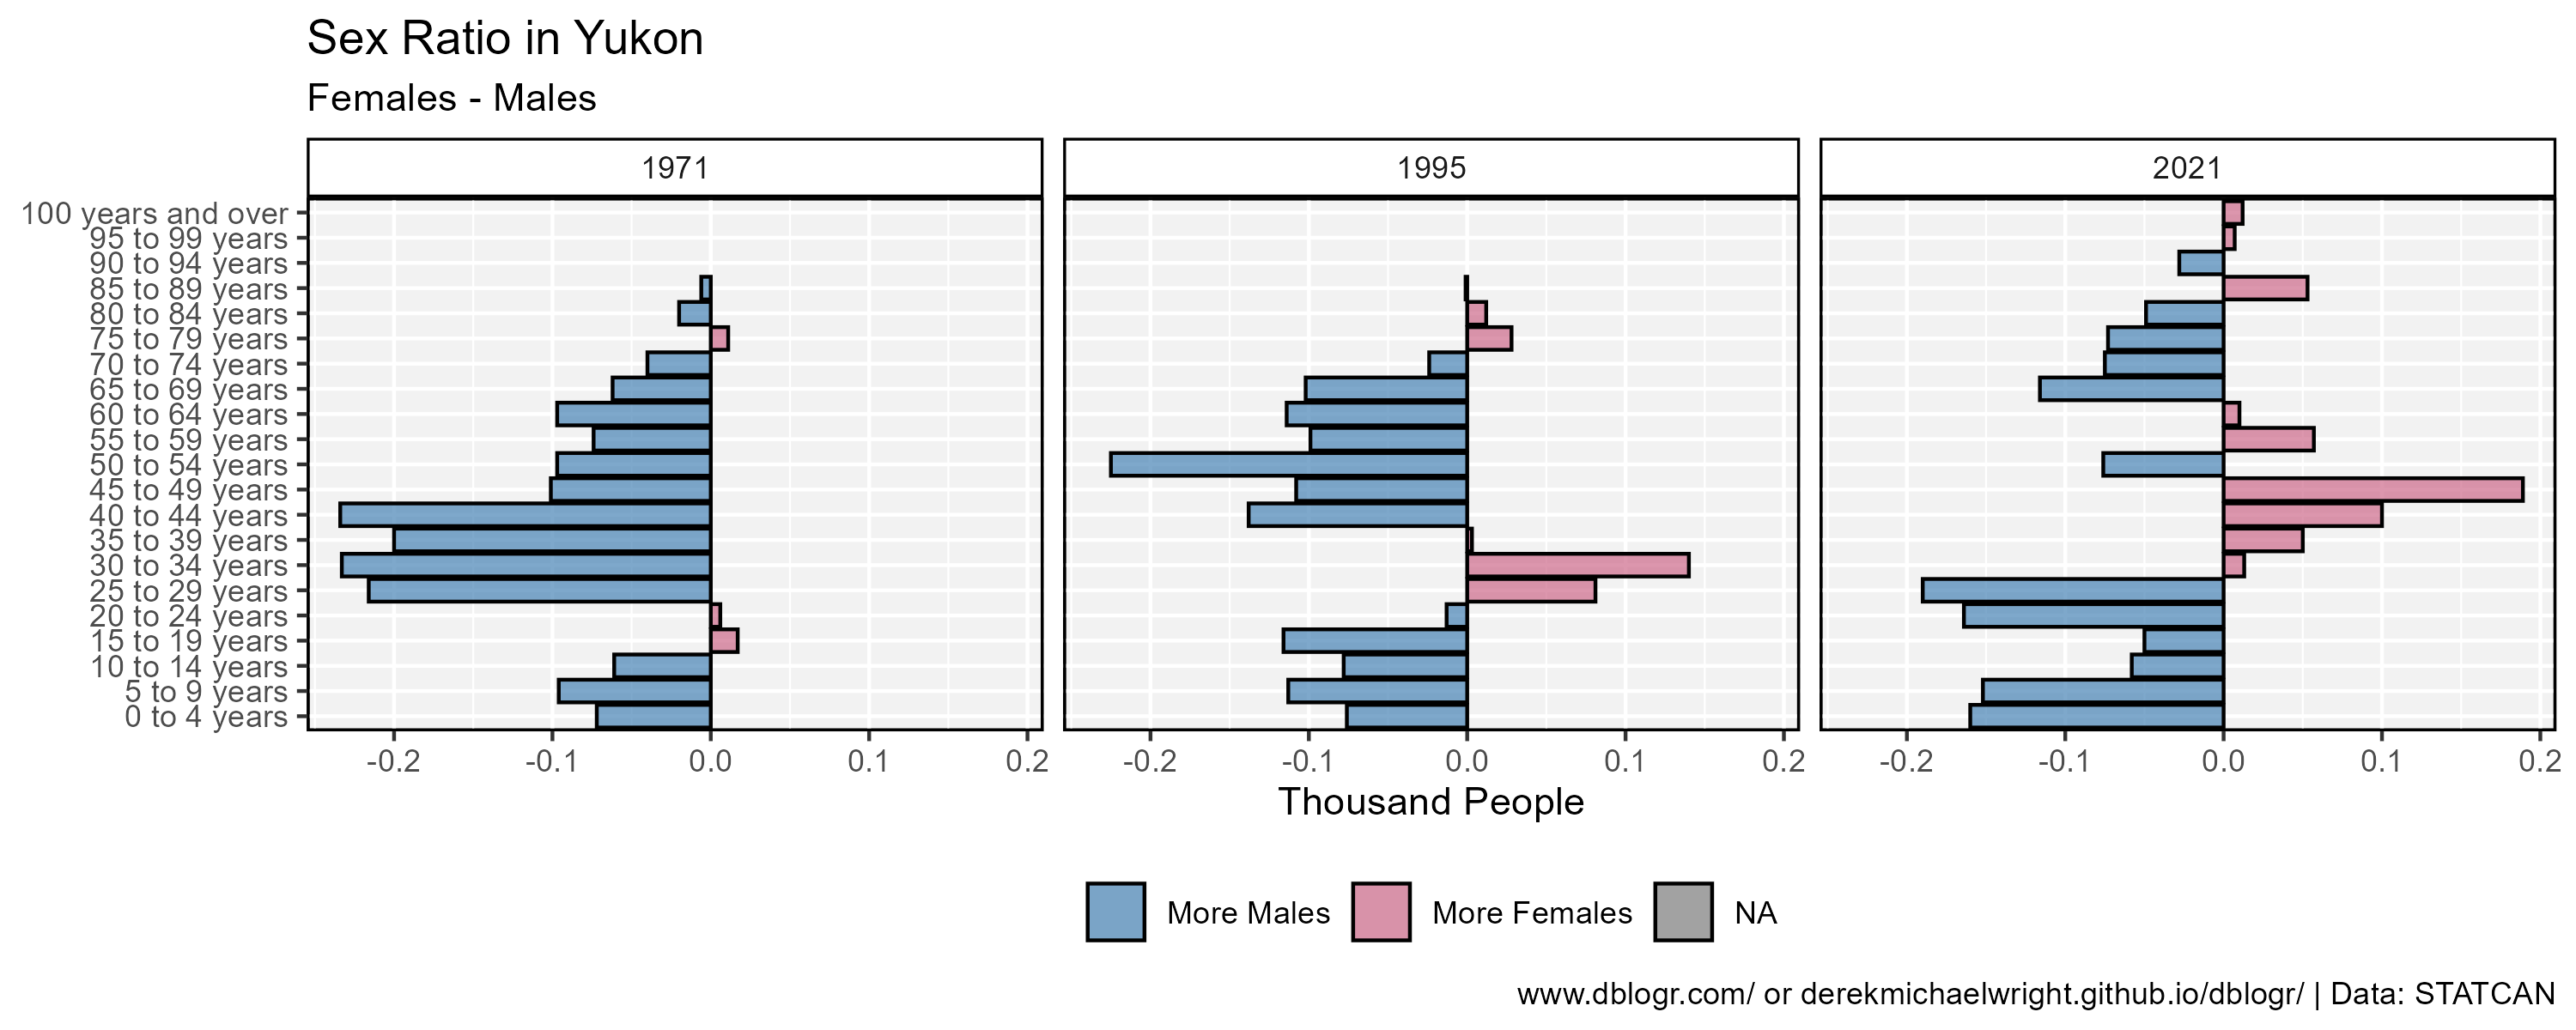 Sex Ratio in Yukon
Females - Males
1971 1995 2021
100 years and over
95 to 99 years
90 to 94 years
85 to 89 years
80 to 84 years
75 to 79 years
70 to 74 years
65 to 69 years
60 to 64 years
55 to 59 years
50 to 54 years
45 to 49 years
40 to 44 years
35 to 39 years
30 to 34 years
25 to 29 years
20 to 24 years
15 to 19 years
10 to 14 years
5 to 9 years
0 to 4 years
-0.2 -0.1 0.0 0.1 0.2 -0.2 -0.1 0.0 0.1 0.2 -0.2 -0.1 0.0 0.1 0.2
Thousand People
More Males More Females NA
www.dblogr.com/ or derekmichaelwright.github.io/dblogr/ | Data: STATCAN